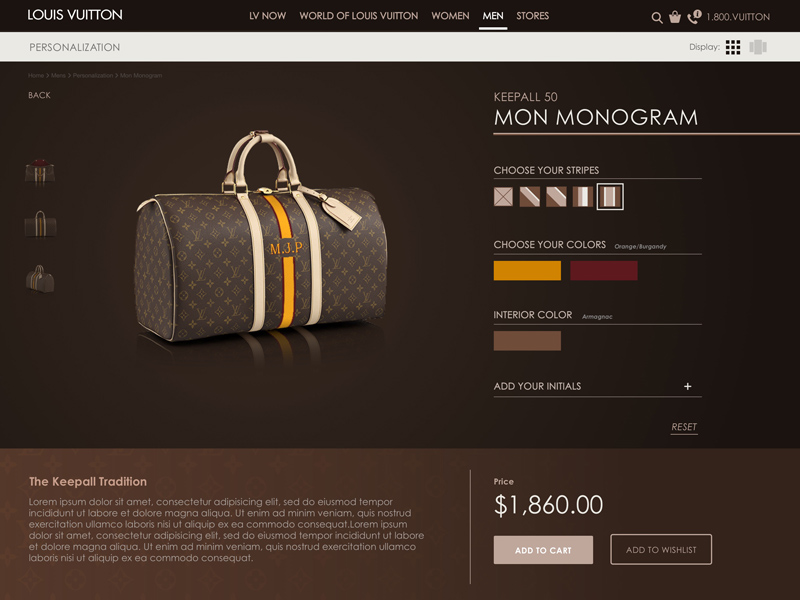 LOUIS VUITTON
LV NOW WORLD OF LOUIS VUITTON WOMEN MEN STORES
1.800.VUITTON
PERSONALIZATION
Display:
Home > Mens > Personalization > Mon Monogram
BACK
KEEPALL 50
MON MONOGRAM
CHOOSE YOUR STRIPES
CHOOSE YOUR COLORS Orange/Burgandy
M.J.P
INTERIOR COLOR Armagnac
ADD YOUR INITIALS +
RESET
The Keepall Tradition
Lorem ipsum dolor sit amet, consectetur adipisicing elit, sed do eiusmod tempor
incididunt ut labore et dolore magna aliqua. Ut enim ad minim veniam, quis nostrud
exercitation ullamco laboris nisi ut aliquip ex ea commodo consequat.Lorem ipsum
dolor sit amet, consectetur adipisicing elit, sed do eiusmod tempor incididunt ut labore
et dolore magna aliqua. Ut enim ad minim veniam, quis nostrud exercitation ullamco
laboris nisi ut aliquip ex ea commodo consequat.
Price
$1,860.00
ADD TO CART
ADD TO WISHLIST